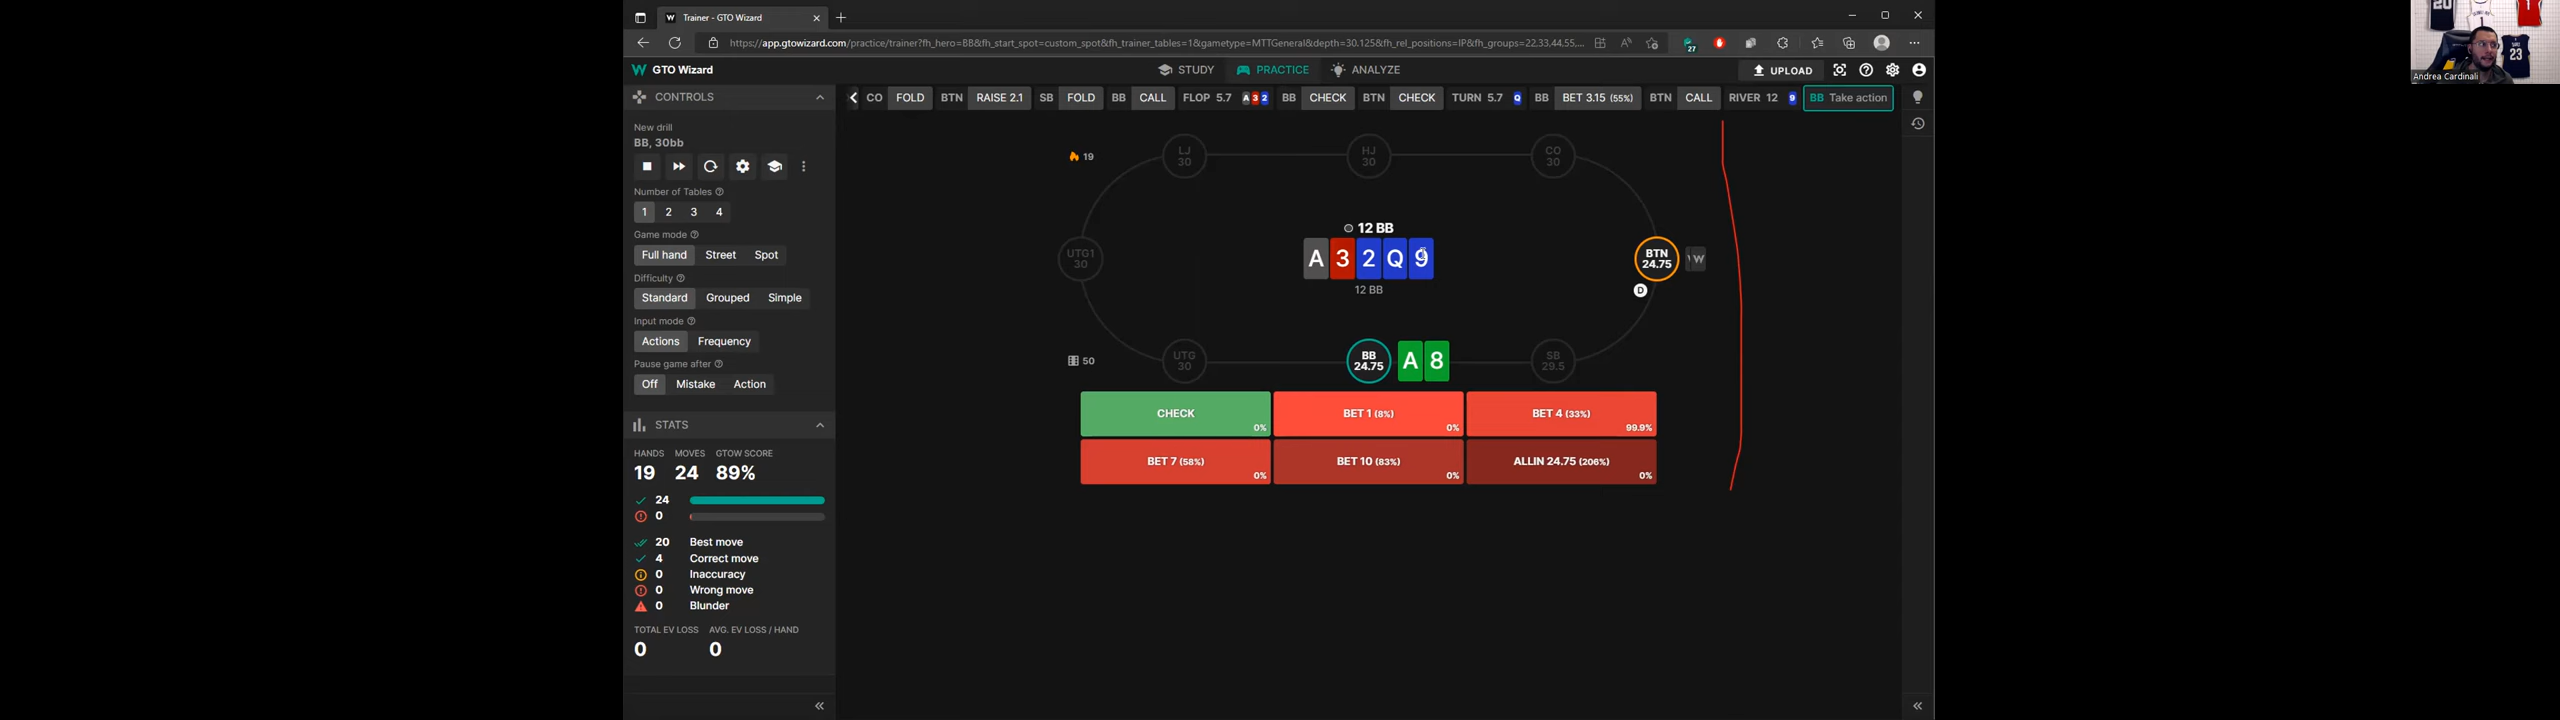 Trainer - GTO Wizard
https://app.gtowizard.com/practice/trainer?fh_hero=BB&fh_start_spot=custom_spot&fh_trainer_tables=1&gametype=MTTGeneral&depth=30.125&fh_rel_positions=IP&fh_groups=22,33,44,55,...
27
GTO Wizard
STUDY PRACTICE ANALYZE
UPLOAD
Andrea Cardinali
23
CONTROLS
CO FOLD BTN RAISE 2.1 SB FOLD BB CALL FLOP 5.7 A 3 2 BB CHECK BTN CHECK TURN 5.7 Q BB BET 3.15 (55%) BTN CALL RIVER 12 9 BB Take action
New drill
BB, 30bb
Number of Tables
1 2 3 4
Game mode
Full hand Street Spot
Difficulty
Standard Grouped Simple
Input mode
Actions Frequency
Pause game after
Off Mistake Action
STATS
HANDS MOVES GTOW SCORE
19 24 89%
24
0
20 Best move
4 Correct move
0 Inaccuracy
0 Wrong move
0 Blunder
TOTAL EV LOSS AVG. EV LOSS / HAND
0 0
19
LJ
30
HJ
30
CO
30
12 BB
UTG1
30
A 3 2 Q 9
BTN
24.75
W
12 BB
D
50
UTG
30
BB
24.75
A 8
SB
29.5
CHECK
0%
BET 1 (8%)
0%
BET 4 (33%)
99.9%
BET 7 (58%)
0%
BET 10 (83%)
0%
ALLIN 24.75 (206%)
0%